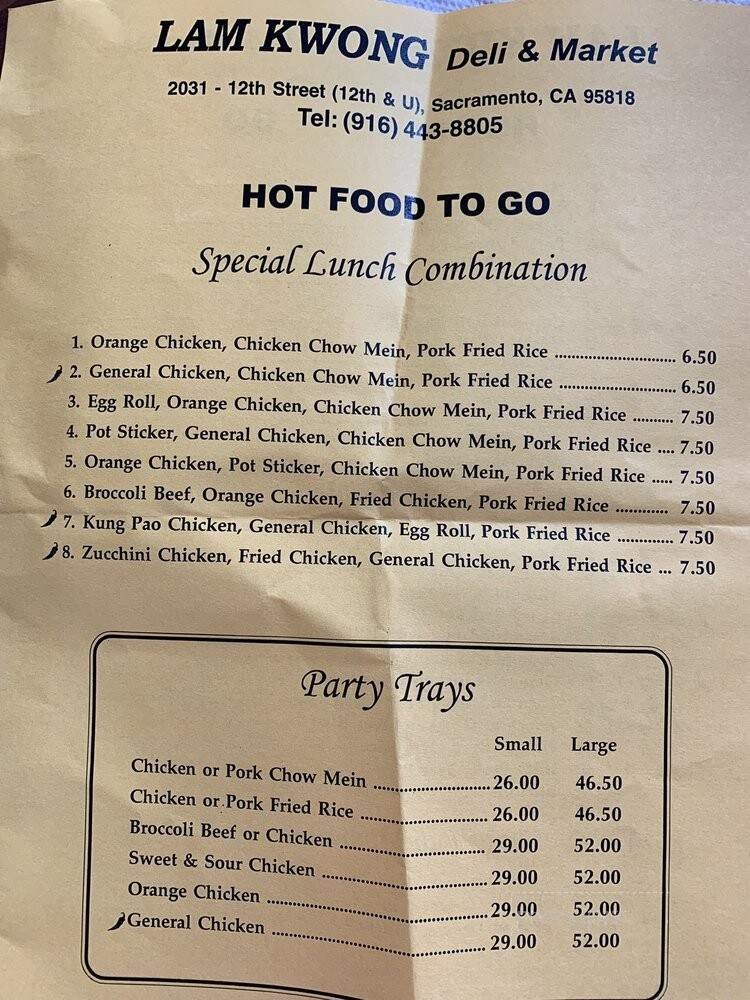 LAM KWONG Deli & Market
2031 - 12th Street (12th & U), Sacramento, CA 95818
Tel: (916) 443-8805
HOT FOOD TO GO
Special Lunch Combination
1. Orange Chicken, Chicken Chow Mein, Pork Fried Rice ............................ 6.50
2. General Chicken, Chicken Chow Mein, Pork Fried Rice ........................... 6.50
3. Egg Roll, Orange Chicken, Chicken Chow Mein, Pork Fried Rice .......... 7.50
4. Pot Sticker, General Chicken, Chicken Chow Mein, Pork Fried Rice .... 7.50
5. Orange Chicken, Pot Sticker, Chicken Chow Mein, Pork Fried Rice ..... 7.50
6. Broccoli Beef, Orange Chicken, Fried Chicken, Pork Fried Rice ............ 7.50
7. Kung Pao Chicken, General Chicken, Egg Roll, Pork Fried Rice ............. 7.50
8. Zucchini Chicken, Fried Chicken, General Chicken, Pork Fried Rice ... 7.50
Party Trays
Small Large
Chicken or Pork Chow Mein ........................... 26.00 46.50
Chicken or Pork Fried Rice ............................. 26.00 46.50
Broccoli Beef or Chicken .................................. 29.00 52.00
Sweet & Sour Chicken ...................................... 29.00 52.00
Orange Chicken .................................................. 29.00 52.00
General Chicken ................................................. 29.00 52.00